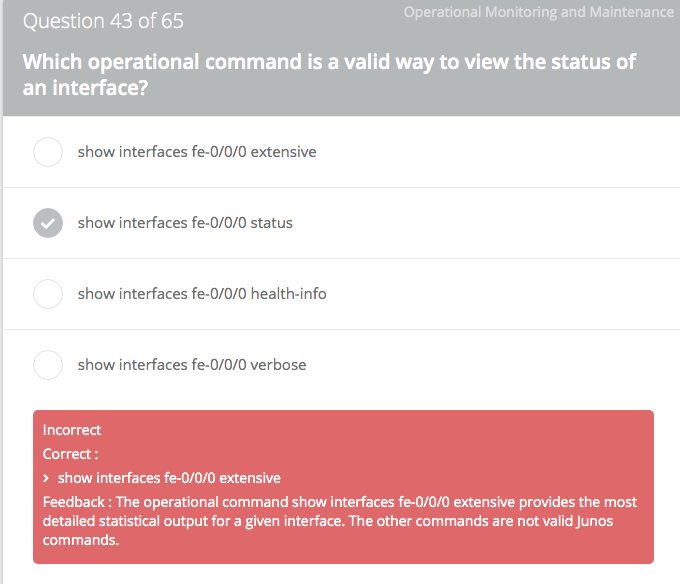 Operational Monitoring and Maintenance
Question 43 of 65
Which operational command is a valid way to view the status of
an interface?
show interfaces fe-0/0/0 extensive
show interfaces fe-0/0/0 status
show interfaces fe-0/0/0 health-info
show interfaces fe-0/0/0 verbose
Incorrect
Correct :
> show interfaces fe-0/0/0 extensive
Feedback : The operational command show interfaces fe-0/0/0 extensive provides the most
detailed statistical output for a given interface. The other commands are not valid Junos
commands.